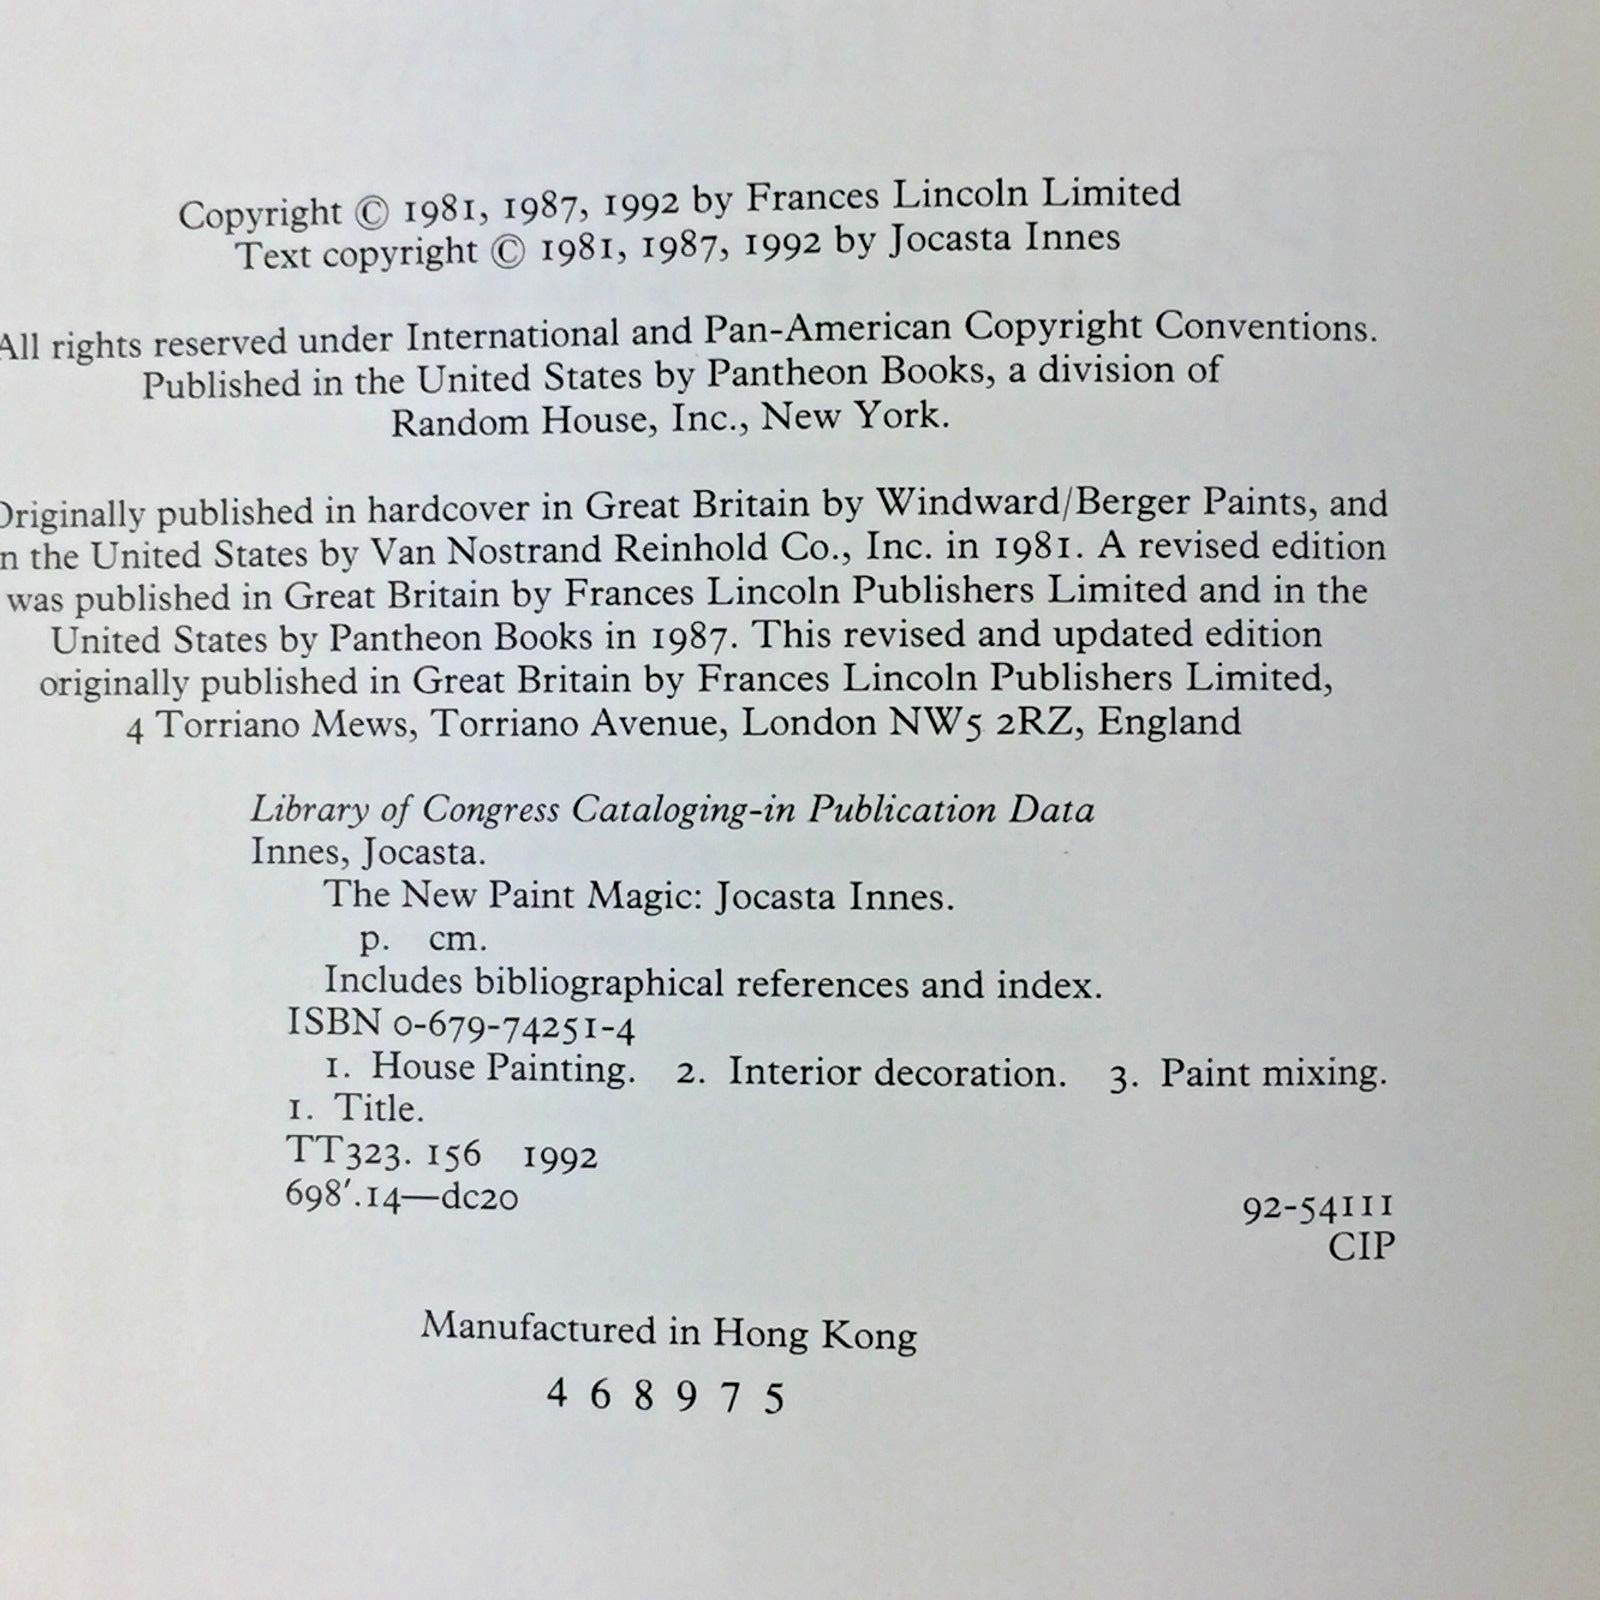 Copyright © 1981, 1987, 1992 by Frances Lincoln Limited
Text copyright © 1981, 1987, 1992 by Jocasta Innes
All rights reserved under International and Pan-American Copyright Conventions.
Published in the United States by Pantheon Books, a division of
Random House, Inc., New York.
Originally published in hardcover in Great Britain by Windward/Berger Paints, and
n the United States by Van Nostrand Reinhold Co., Inc. in 1981. A revised edition
was published in Great Britain by Frances Lincoln Publishers Limited and in the
United States by Pantheon Books in 1987. This revised and updated edition
originally published in Great Britain by Frances Lincoln Publishers Limited,
4 Torriano Mews, Torriano Avenue, London NW5 2RZ, England
Library of Congress Cataloging-in Publication Data
Innes, Jocasta.
The New Paint Magic: Jocasta Innes.
p. cm.
Includes bibliographical references and index.
ISBN 0-679-74251-4
1. House Painting. 2. Interior decoration. 3. Paint mixing.
1. Title.
TT323. 156 1992
698′.14—dc20
92-54111
CIP
Manufactured in Hong Kong
4 6 8 9 7 5